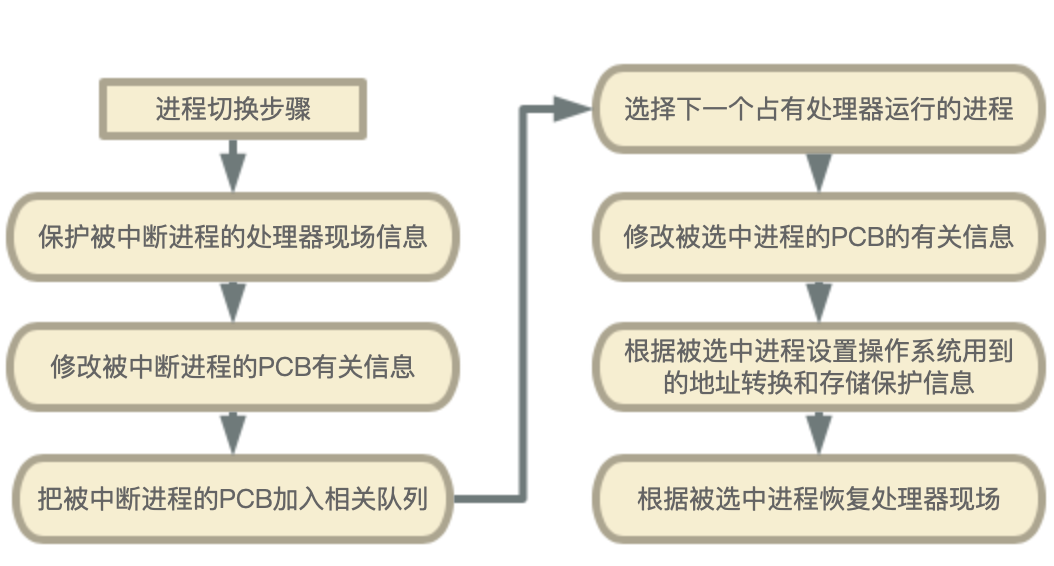 进程切换步骤
保护被中断进程的处理器现场信息
修改被中断进程的PCB有关信息
把被中断进程的PCB加入相关队列
选择下一个占有处理器运行的进程
修改被选中进程的PCB的有关信息
根据被选中进程设置操作系统用到
的地址转换和存储保护信息
根据被选中进程恢复处理器现场